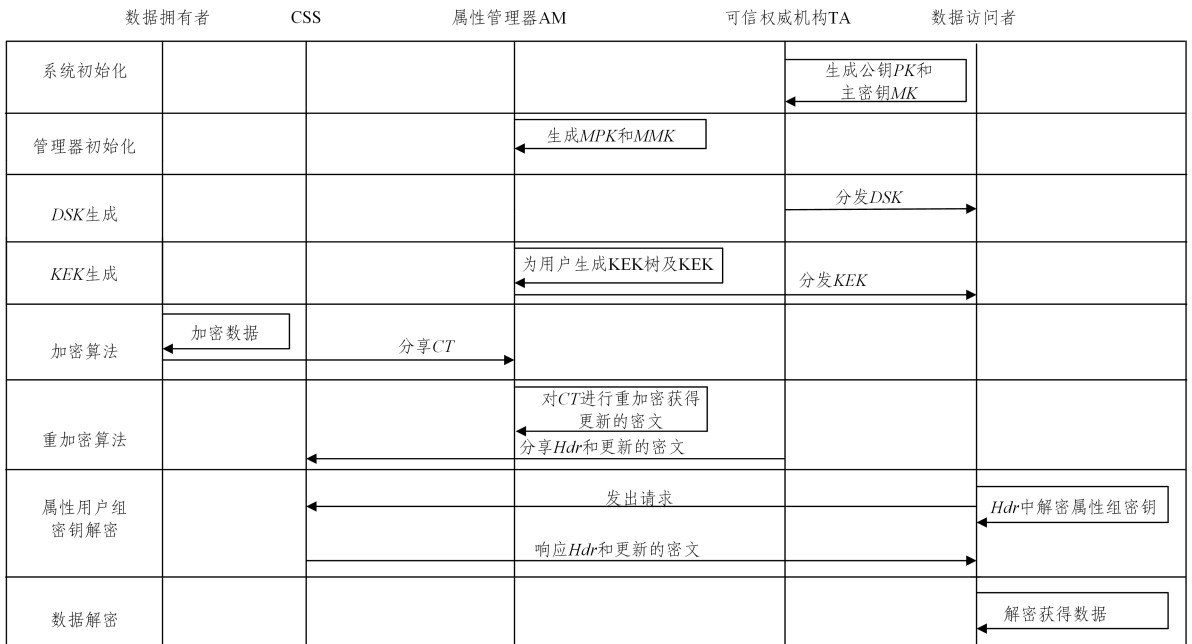 数据拥有者 CSS 属性管理器AM 可信权威机构TA 数据访问者
系统初始化
生成公钥PK和
主密钥MK
管理器初始化
生成MPK和MMK
DSK生成
分发DSK
KEK生成
为用户生成KEK树及KEK
分发KEK
加密算法
加密数据
分享CT
重加密算法
对CT进行重加密获得
更新的密文
分享Hdr和更新的密文
属性用户组
密钥解密
发出请求
Hdr中解密属性组密钥
响应Hdr和更新的密文
数据解密
解密获得数据